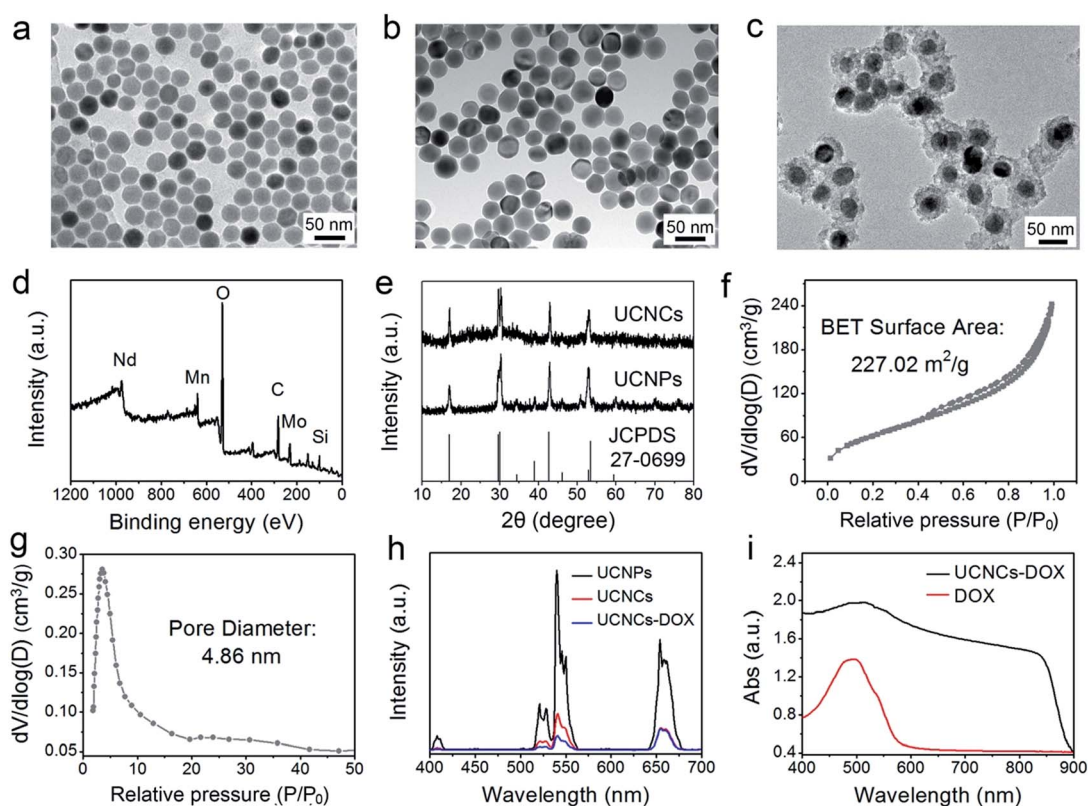 a
b
c
50 nm
50 nm
50 nm
d
Intensity (a.u.)
Nd
Mn
O
C
Mo
Si
1200 900 600 300 0
Binding energy (eV)
e
Intensity (a.u.)
UCNCs
UCNPs
JCPDS
27-0699
10 20 30 40 50 60 70 80
2θ (degree)
f
dV/dlog(D) (cm³/g)
240
180
120
60
0
BET Surface Area:
227.02 m²/g
0.0 0.2 0.4 0.6 0.8 1.0
Relative pressure (P/P₀)
g
dV/dlog(D) (cm³/g)
0.30
0.25
0.20
0.15
0.10
0.05
Pore Diameter:
4.86 nm
0 10 20 30 40 50
Relative pressure (P/P₀)
h
Intensity (a.u.)
UCNPs
UCNCs
UCNCs-DOX
400 450 500 550 600 650 700
Wavelength (nm)
i
Abs (a.u.)
2.4
2.0
1.6
1.2
0.8
0.4
UCNCs-DOX
DOX
400 500 600 700 800 900
Wavelength (nm)